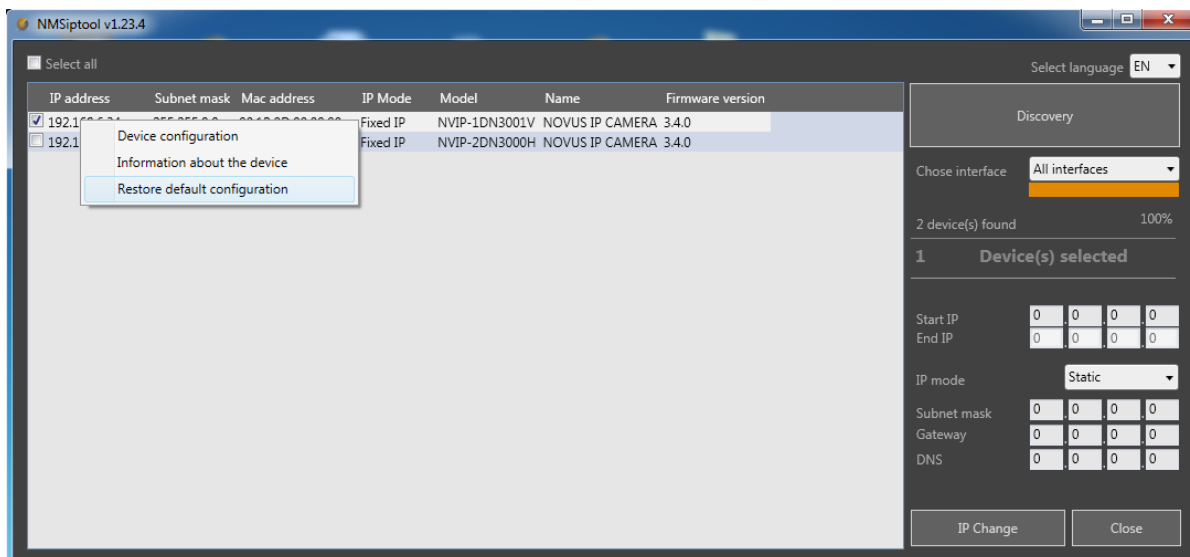 NMSiptool v1.23.4
Select all
Select language EN
IP address Subnet mask Mac address IP Mode Model Name Firmware version
Fixed IP NVIP-1DN3001V NOVUS IP CAMERA 3.4.0
192.1 Fixed IP NVIP-2DN3000H NOVUS IP CAMERA 3.4.0
Device configuration
Information about the device
Restore default configuration
Discovery
Chose interface All interfaces
2 device(s) found 100%
1 Device(s) selected
Start IP 0 . 0 . 0 . 0
End IP 0 . 0 . 0 . 0
IP mode Static
Subnet mask 0 . 0 . 0 . 0
Gateway 0 . 0 . 0 . 0
DNS 0 . 0 . 0 . 0
IP Change Close